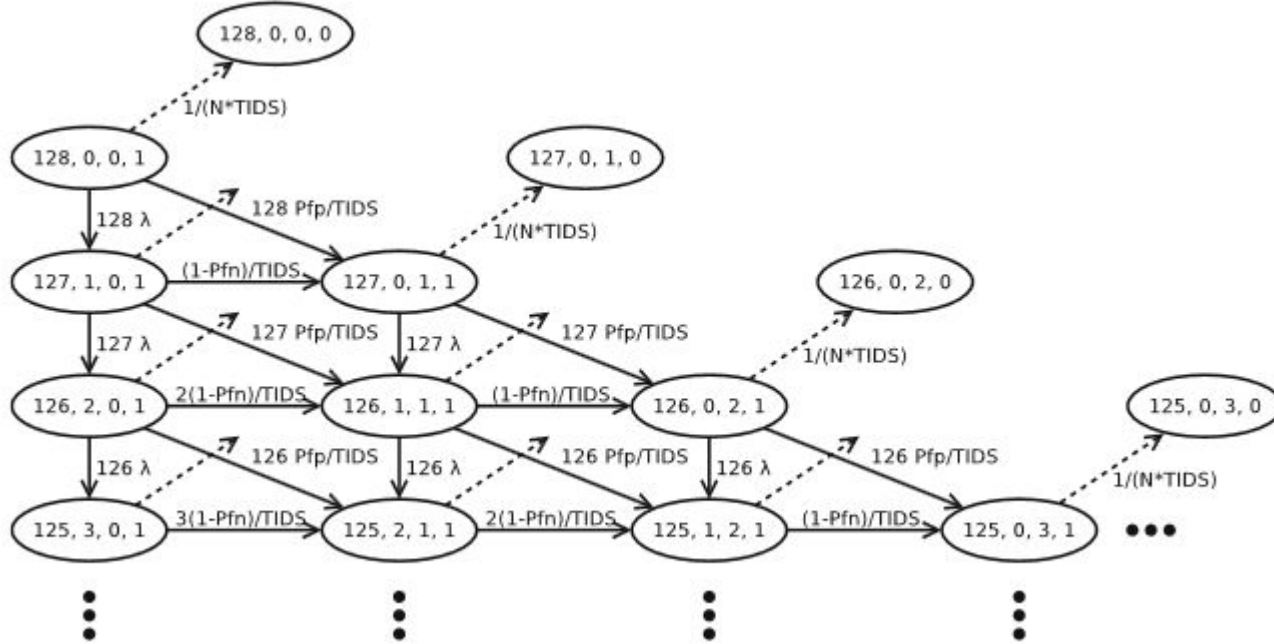 128, 0, 0, 0
1/(N*TIDS)
128, 0, 0, 1
127, 0, 1, 0
128 λ
128 Pfp/TIDS
1/(N*TIDS)
127, 1, 0, 1
(1-Pfn)/TIDS
127, 0, 1, 1
126, 0, 2, 0
127 λ
127 Pfp/TIDS
127 λ
127 Pfp/TIDS
1/(N*TIDS)
126, 2, 0, 1
2(1-Pfn)/TIDS
126, 1, 1, 1
(1-Pfn)/TIDS
126, 0, 2, 1
125, 0, 3, 0
126 λ
126 Pfp/TIDS
126 λ
126 Pfp/TIDS
126 λ
126 Pfp/TIDS
1/(N*TIDS)
125, 3, 0, 1
3(1-Pfn)/TIDS
125, 2, 1, 1
2(1-Pfn)/TIDS
125, 1, 2, 1
(1-Pfn)/TIDS
125, 0, 3, 1